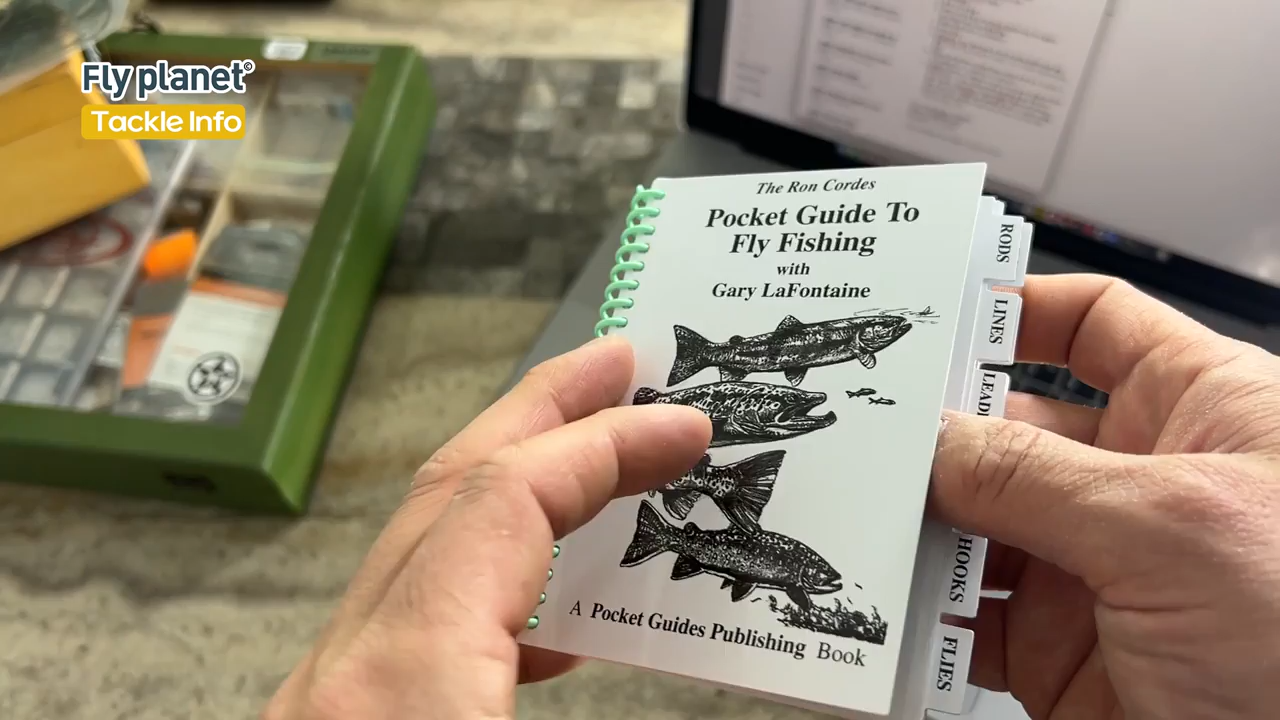 Fly planet©
Tackle Info
The Ron Cordes
Pocket Guide To
Fly Fishing
with
Gary LaFontaine
A Pocket Guides Publishing Book
RODS
LINES
LEAD
HOOKS
FLIES